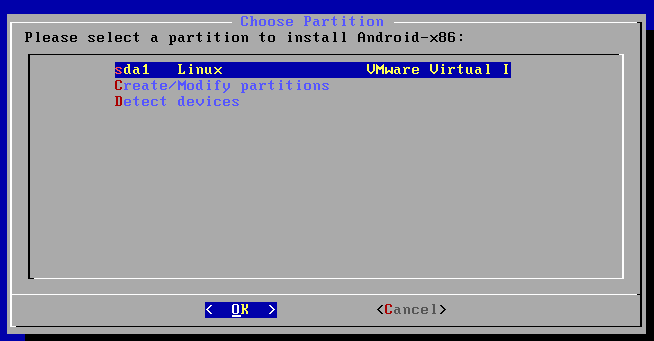 Choose Partition
Please select a partition to install Android-x86:
sda1 Linux VMware Virtual I
Create/Modify partitions
Detect devices
< OK > <Cancel>